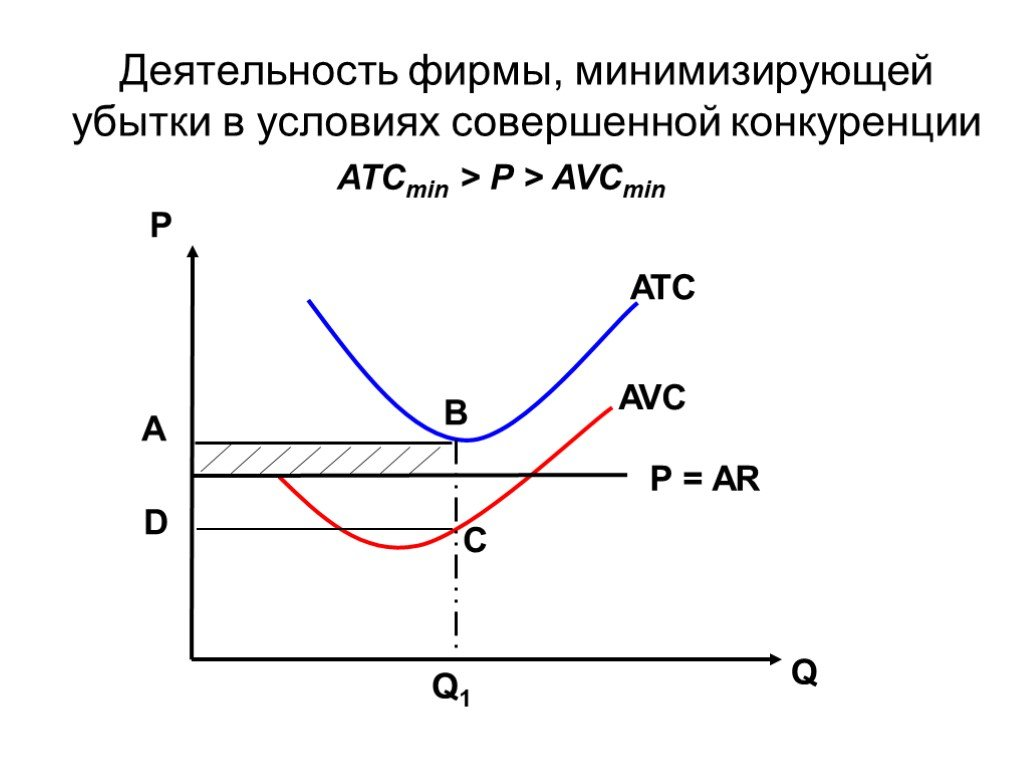 Деятельность фирмы, минимизирующей
убытки в условиях совершенной конкуренции
ATCmin > P > AVCmin
P
ATC
AVC
B
A
P = AR
D
C
Q
Q1